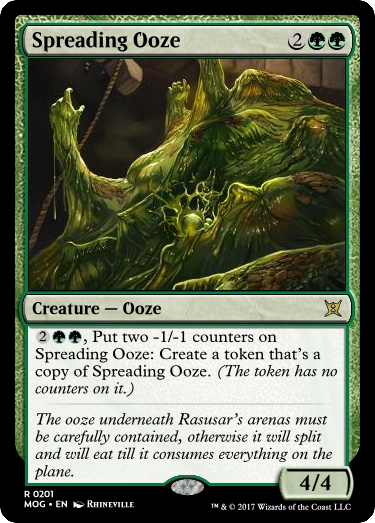 Spreading Ooze 2
Creature — Ooze
2, Put two -1/-1 counters on
Spreading Ooze: Create a token that's a
copy of Spreading Ooze. (The token has no
counters on it.)
The ooze underneath Rasusar's arenas must
be carefully contained, otherwise it will split
and will eat till it consumes everything on the
plane.
4/4
R 0201
MOG • EN Rhineville
™ & © 2017 Wizards of the Coast LLC